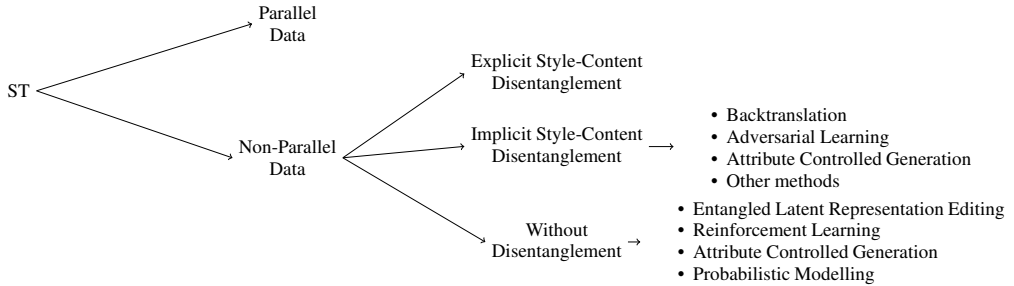 Parallel
Data
ST
Non-Parallel
Data
Explicit Style-Content
Disentanglement
Implicit Style-Content
Disentanglement
• Backtranslation
• Adversarial Learning
• Attribute Controlled Generation
• Other methods
Without
Disentanglement
• Entangled Latent Representation Editing
• Reinforcement Learning
• Attribute Controlled Generation
• Probabilistic Modelling